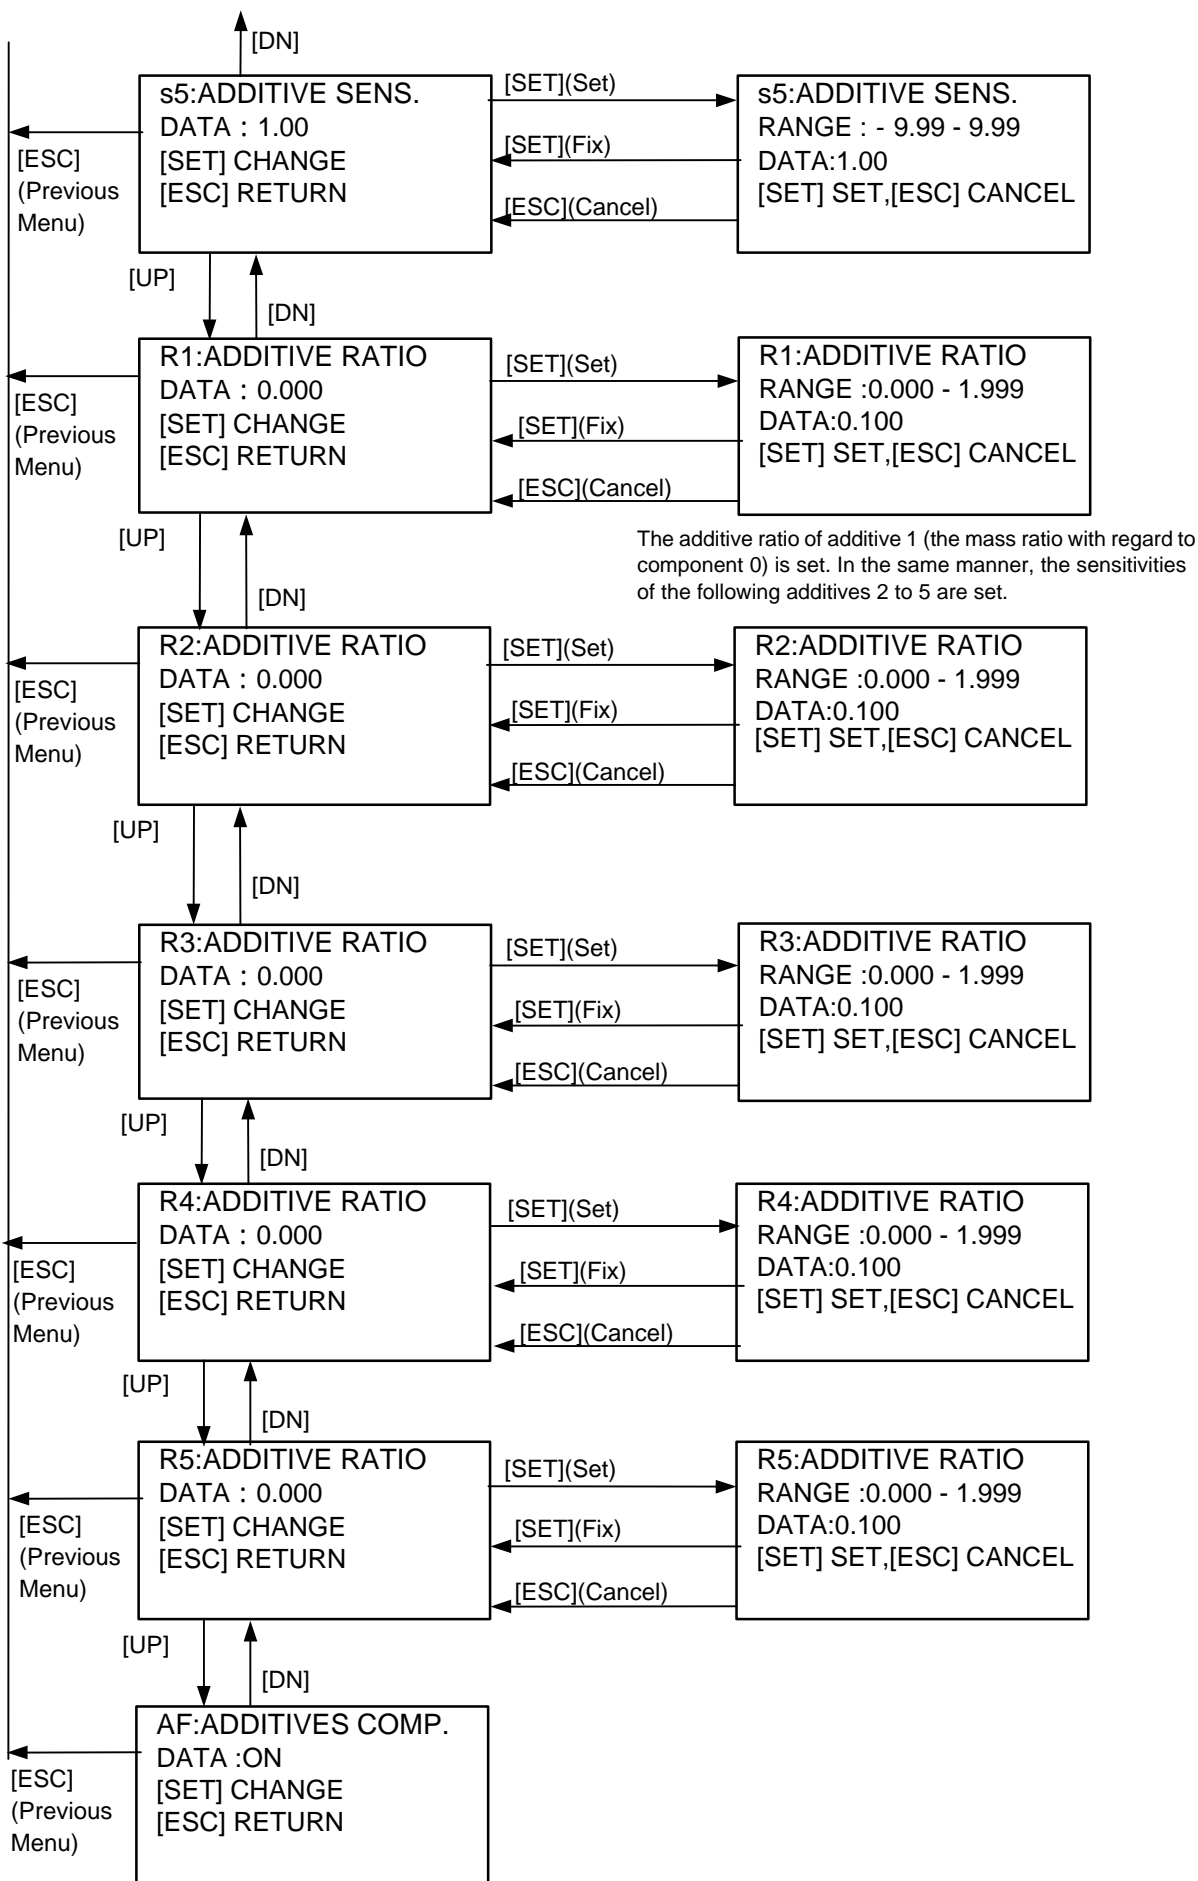 [DN]
s5:ADDITIVE SENS.
DATA : 1.00
[SET] CHANGE
[ESC] RETURN
[SET](Set)
[SET](Fix)
[ESC](Cancel)
s5:ADDITIVE SENS.
RANGE : - 9.99 - 9.99
DATA:1.00
[SET] SET,[ESC] CANCEL
[ESC]
(Previous
Menu)
[UP]
[DN]
R1:ADDITIVE RATIO
DATA : 0.000
[SET] CHANGE
[ESC] RETURN
[SET](Set)
[SET](Fix)
[ESC](Cancel)
R1:ADDITIVE RATIO
RANGE :0.000 - 1.999
DATA:0.100
[SET] SET,[ESC] CANCEL
[ESC]
(Previous
Menu)
The additive ratio of additive 1 (the mass ratio with regard to
component 0) is set. In the same manner, the sensitivities
of the following additives 2 to 5 are set.
[UP]
[DN]
R2:ADDITIVE RATIO
DATA : 0.000
[SET] CHANGE
[ESC] RETURN
[SET](Set)
[SET](Fix)
[ESC](Cancel)
R2:ADDITIVE RATIO
RANGE :0.000 - 1.999
DATA:0.100
[SET] SET,[ESC] CANCEL
[ESC]
(Previous
Menu)
[UP]
[DN]
R3:ADDITIVE RATIO
DATA : 0.000
[SET] CHANGE
[ESC] RETURN
[SET](Set)
[SET](Fix)
[ESC](Cancel)
R3:ADDITIVE RATIO
RANGE :0.000 - 1.999
DATA:0.100
[SET] SET,[ESC] CANCEL
[ESC]
(Previous
Menu)
[UP]
[DN]
R4:ADDITIVE RATIO
DATA : 0.000
[SET] CHANGE
[ESC] RETURN
[SET](Set)
[SET](Fix)
[ESC](Cancel)
R4:ADDITIVE RATIO
RANGE :0.000 - 1.999
DATA:0.100
[SET] SET,[ESC] CANCEL
[ESC]
(Previous
Menu)
[UP]
[DN]
R5:ADDITIVE RATIO
DATA : 0.000
[SET] CHANGE
[ESC] RETURN
[SET](Set)
[SET](Fix)
[ESC](Cancel)
R5:ADDITIVE RATIO
RANGE :0.000 - 1.999
DATA:0.100
[SET] SET,[ESC] CANCEL
[ESC]
(Previous
Menu)
[UP]
[DN]
AF:ADDITIVES COMP.
DATA :ON
[SET] CHANGE
[ESC] RETURN
[ESC]
(Previous
Menu)